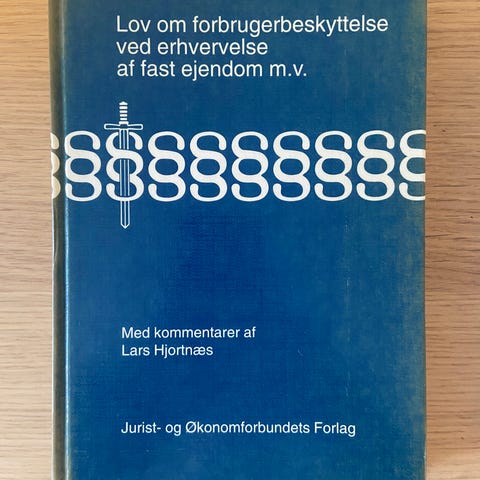 Lov om forbrugerbeskyttelse
ved erhvervelse
af fast ejendom m.v.
Med kommentarer af
Lars Hjortnæs
Jurist- og Økonomforbundets Forlag